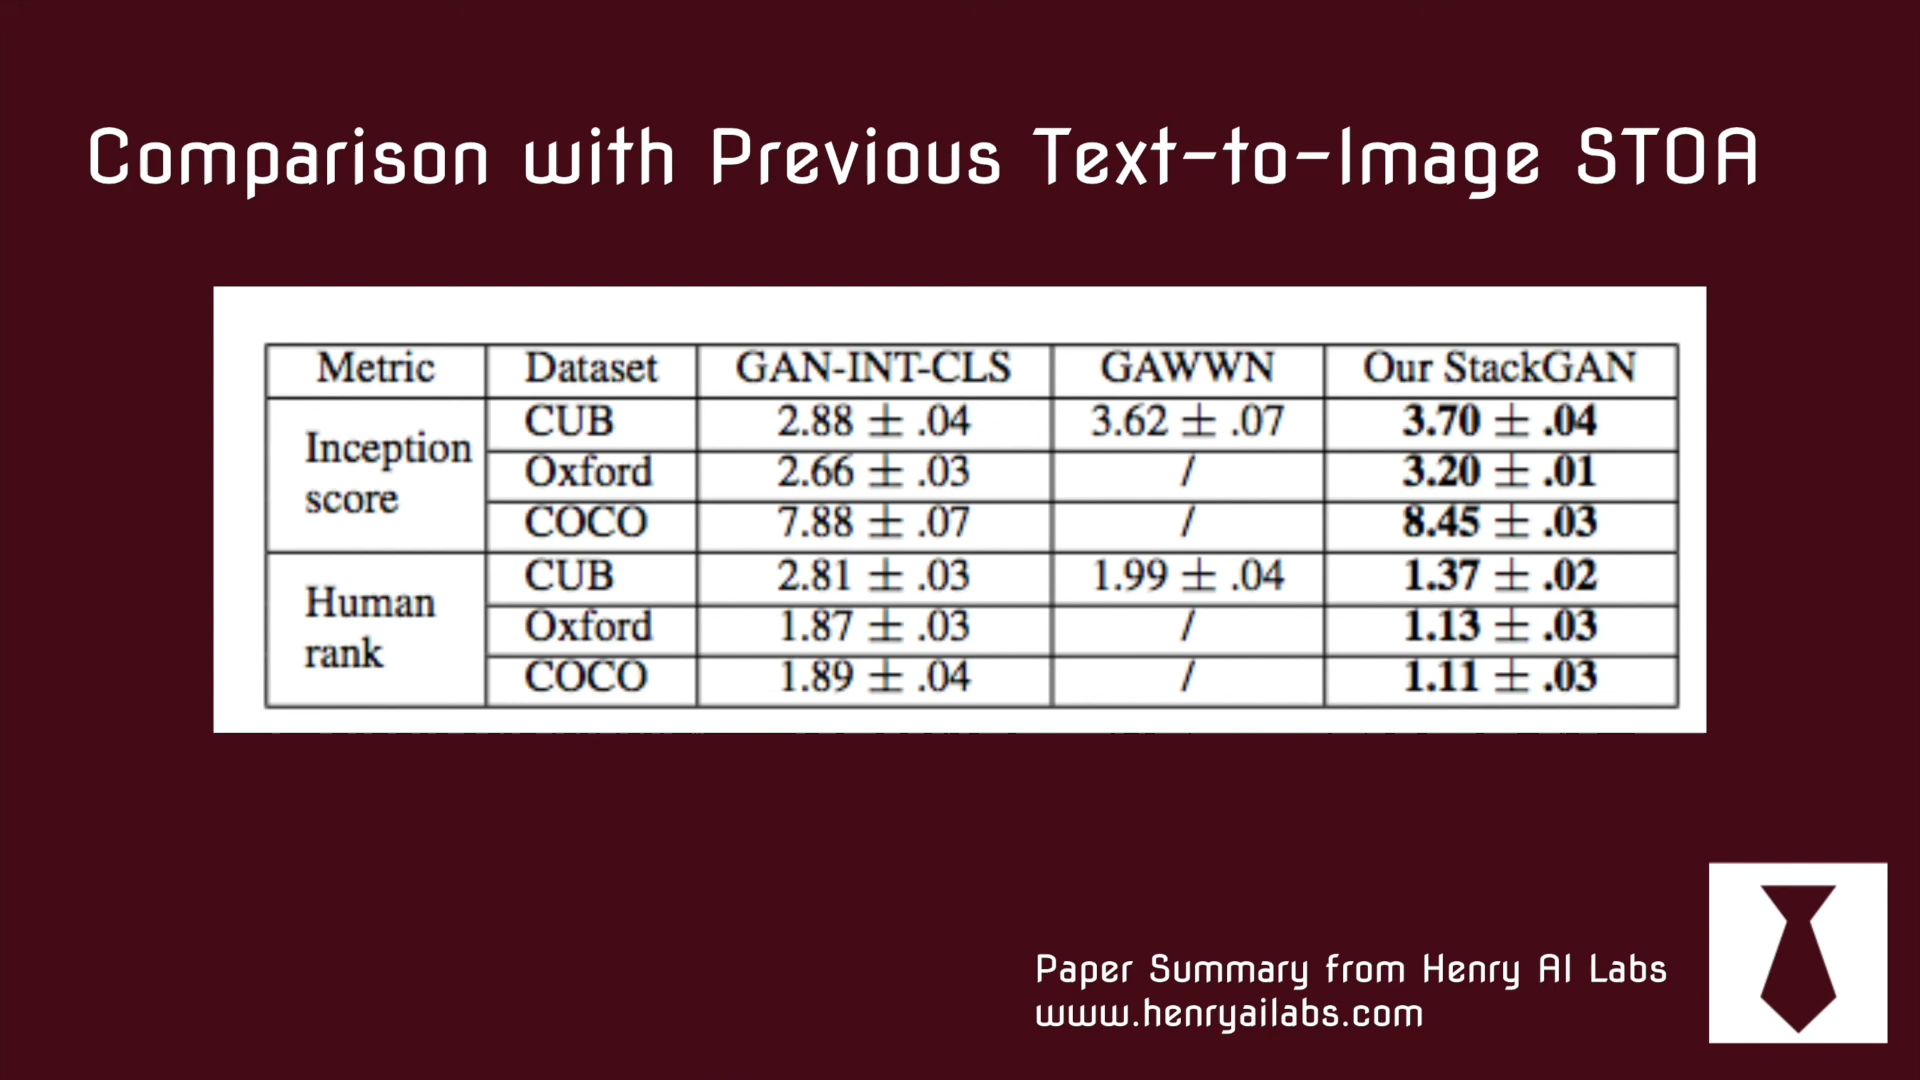 Comparison with Previous Text-to-Image STOA
Metric Dataset GAN-INT-CLS GAWWN Our StackGAN
Inception score CUB 2.88 ± .04 3.62 ± .07 3.70 ± .04
Oxford 2.66 ± .03 / 3.20 ± .01
COCO 7.88 ± .07 / 8.45 ± .03
Human rank CUB 2.81 ± .03 1.99 ± .04 1.37 ± .02
Oxford 1.87 ± .03 / 1.13 ± .03
COCO 1.89 ± .04 / 1.11 ± .03
Paper Summary from Henry AI Labs
www.henryailabs.com